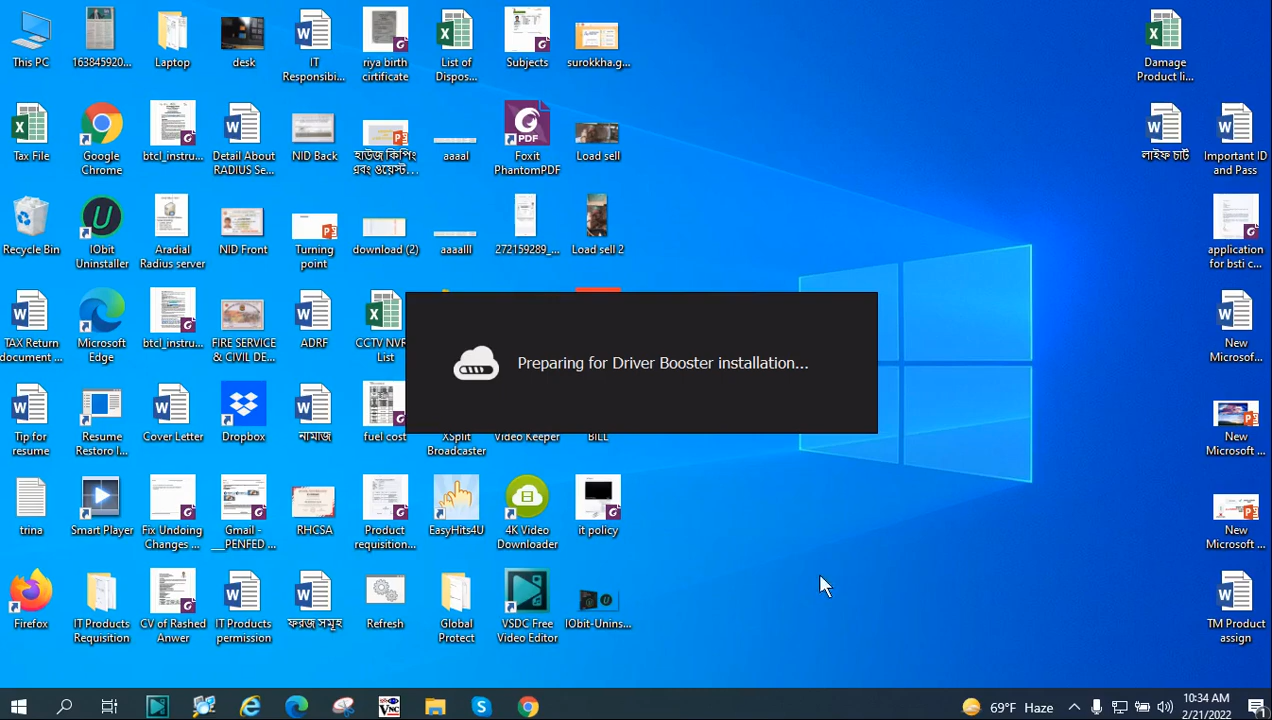 This PC
163845920...
Laptop
desk
IT
Responsibi...
riya birth
cirtificate
List of
Dispos...
Subjects
surokkha.g...
Damage
Product li...
Tax File
Google
Chrome
btcl_instru...
Detail About
RADIUS Se...
NID Back
হাউজ কিপিং
এবং ওয়েস্ট...
aaaal
PDF
Foxit
PhantomPDF
Load sell
লাইফ চার্ট
Important ID
and Pass
Recycle Bin
IObit
Uninstaller
Aradial
Radius server
NID Front
Turning
point
download (2)
aaaalll
272159289_...
Load sell 2
application
for bsti c...
TAX Return
document ...
Microsoft
Edge
btcl_instru...
FIRE SERVICE
& CIVIL DE...
ADRF
CCTV NVR
List
Preparing for Driver Booster installation...
New
Microsof...
Tip for
resume
Resume
Restoro I...
Cover Letter
Dropbox
নামাজ
fuel cost
XSplit
Broadcaster
Video Keeper
BILL
New
Microsoft ...
trina
Smart Player
Fix Undoing
Changes ...
Gmail -
___PENFED ...
RHCSA
Product
requisition...
EasyHits4U
4K Video
Downloader
it policy
New
Microsoft ...
Firefox
IT Products
Requisition
CV of Rashed
Anwer
IT Products
permission
ফরজ সমূহ
Refresh
Global
Protect
VSDC Free
Video Editor
IObit-Unins...
TM Product
assign
69°F Haze
10:34 AM
2/21/2022